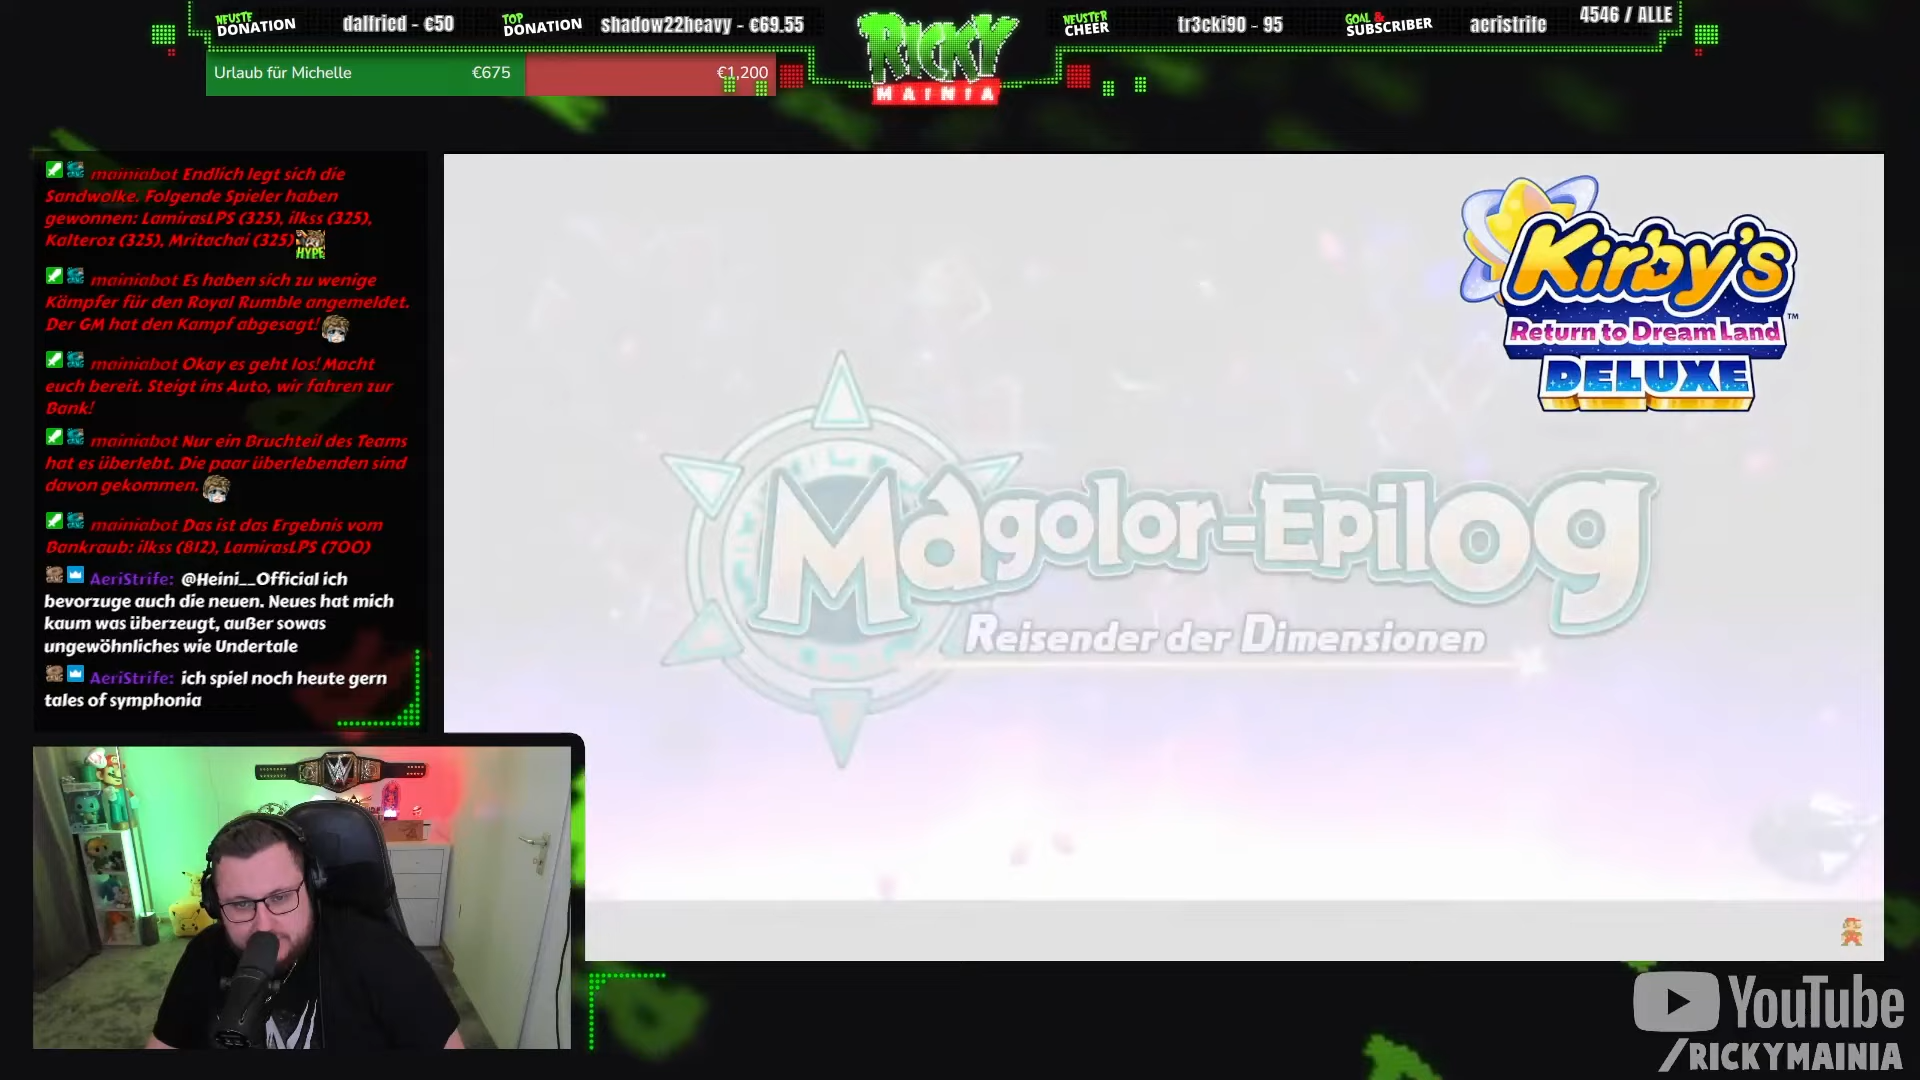 NEUSTE
DONATION
dalfried - €50
TOP
DONATION
shadow22heavy - €69.55
RICKY
MAINIA
NEUSTER
CHEER
tr3cki90 - 95
GOAL &
SUBSCRIBER
aeristrife
4546 / ALLE
Urlaub für Michelle
€675
€1,200
mainiabot Endlich legt sich die
Sandwolke. Folgende Spieler haben
gewonnen: LamirasLPS (325), ilkss (325),
Kalteroz (325), Mritachai (325)
HYPE
mainiabot Es haben sich zu wenige
Kämpfer für den Royal Rumble angemeldet.
Der GM hat den Kampf abgesagt!
mainiabot Okay es geht los! Macht
euch bereit. Steigt ins Auto, wir fahren zur
Bank!
mainiabot Nur ein Bruchteil des Teams
hat es überlebt. Die paar überlebenden sind
davon gekommen.
mainiabot Das ist das Ergebnis vom
Bankraub: ilkss (812), LamirasLPS (700)
AeriStrife: @Heini__Official ich
bevorzuge auch die neuen. Neues hat mich
kaum was überzeugt, außer sowas
ungewöhnliches wie Undertale
AeriStrife: ich spiel noch heute gern
tales of symphonia
Kirby's
Return to Dream Land
TM
DELUXE
Magolor-Epilog
Reisender der Dimensionen
YouTube
/RICKYMAINIA